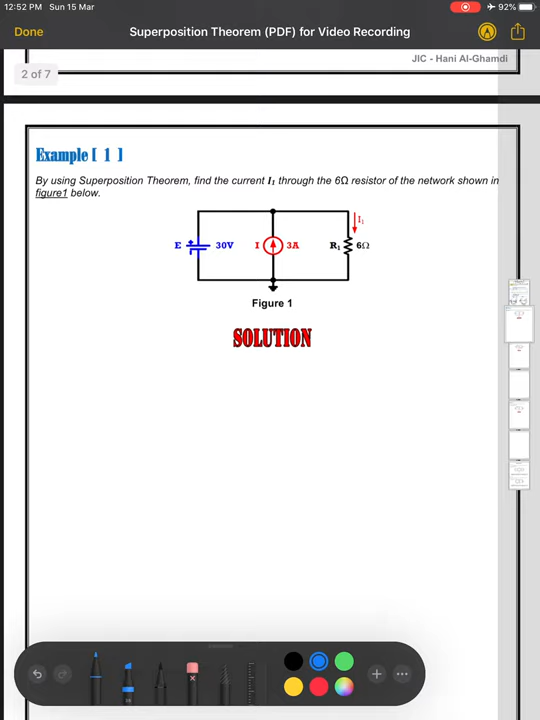 12:52 PM Sun 15 Mar 92%
Done Superposition Theorem (PDF) for Video Recording
JIC - Hani Al-Ghamdi
2 of 7
Example [ 1 ]
By using Superposition Theorem, find the current I₁ through the 6Ω resistor of the network shown in
figure1 below.
I₁
E 30V I 3A R₁ 6Ω
Figure 1
SOLUTION